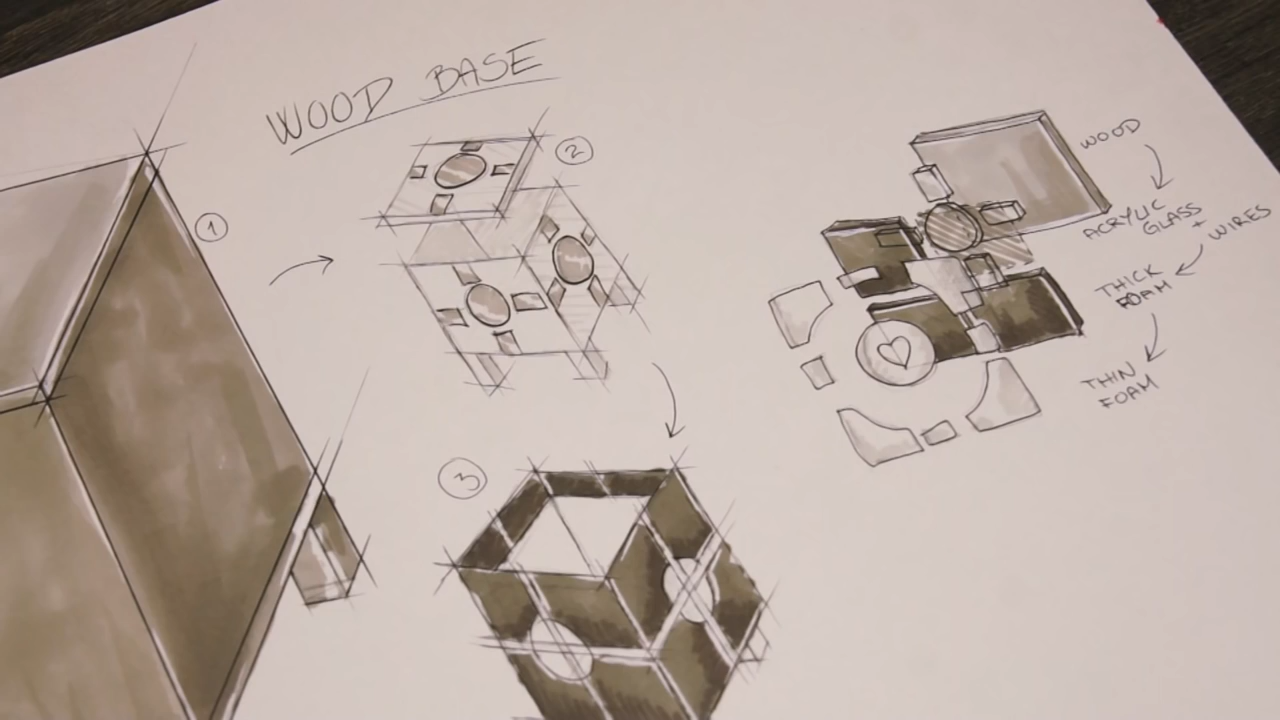 WOOD BASE
1
2
3
WOOD
ACRYLIC
GLASS
+ WIRES
THICK
FOAM
THIN
FOAM